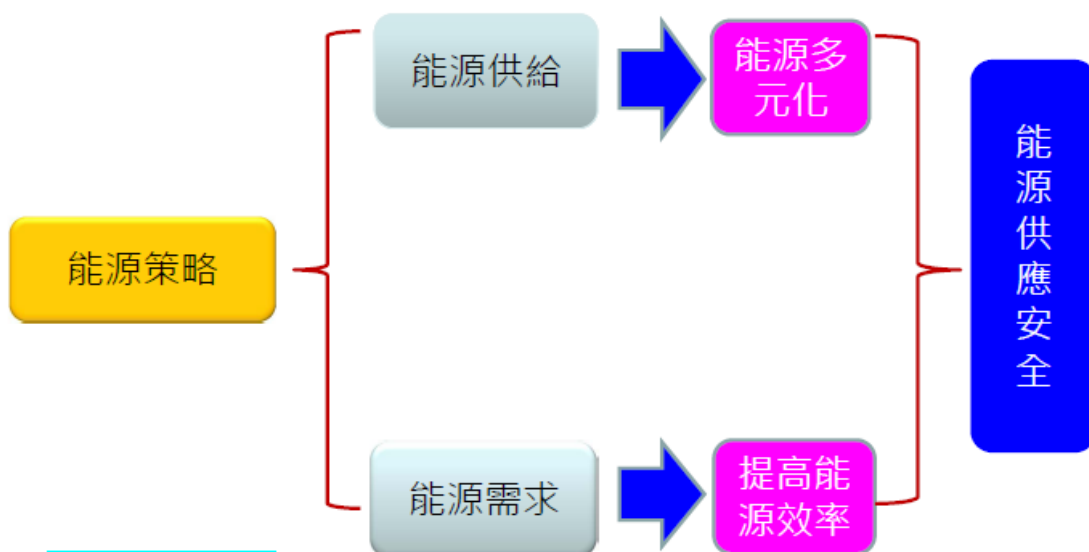 能源供給
能源多
元化
能源策略
能源供應安全
能源需求
提高能
源效率